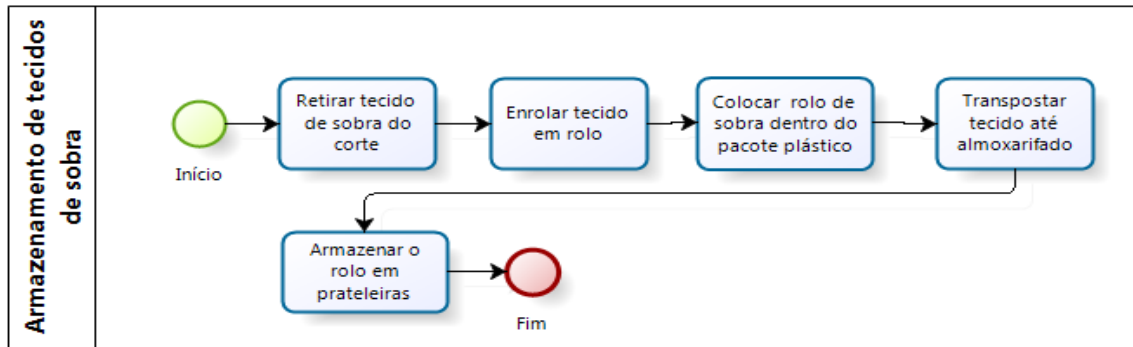 Armazenamento de tecidos
de sobra
Início
Retirar tecido
de sobra do
corte
Enrolar tecido
em rolo
Colocar rolo de
sobra dentro do
pacote plástico
Transpostar
tecido até
almoxarifado
Armazenar o
rolo em
prateleiras
Fim